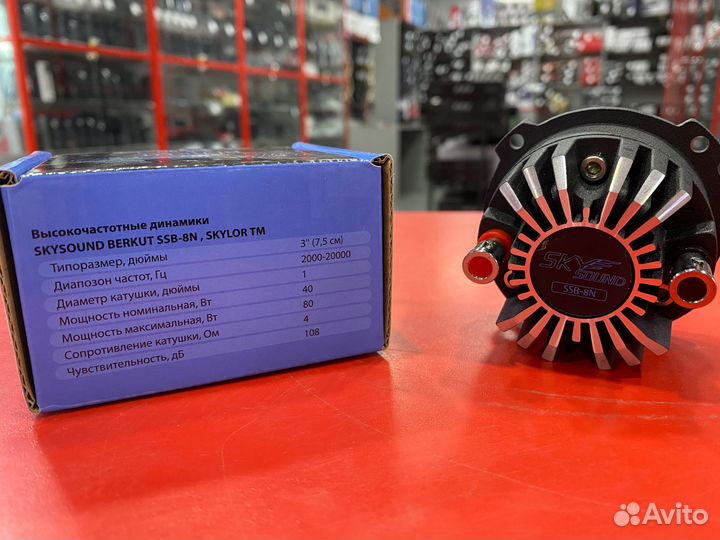 Высокочастотные динамики
SKYSOUND BERKUT SSB-8N , SKYLOR TM
Типоразмер, дюймы 3" (7,5 см)
Диапазон частот, Гц 2000-20000
Диаметр катушки, дюймы 1
Мощность номинальная, Вт 40
Мощность максимальная, Вт 80
Сопротивление катушки, Ом 4
Чувствительность, дБ 108
SKY
SOUND
SSB-8N
Avito